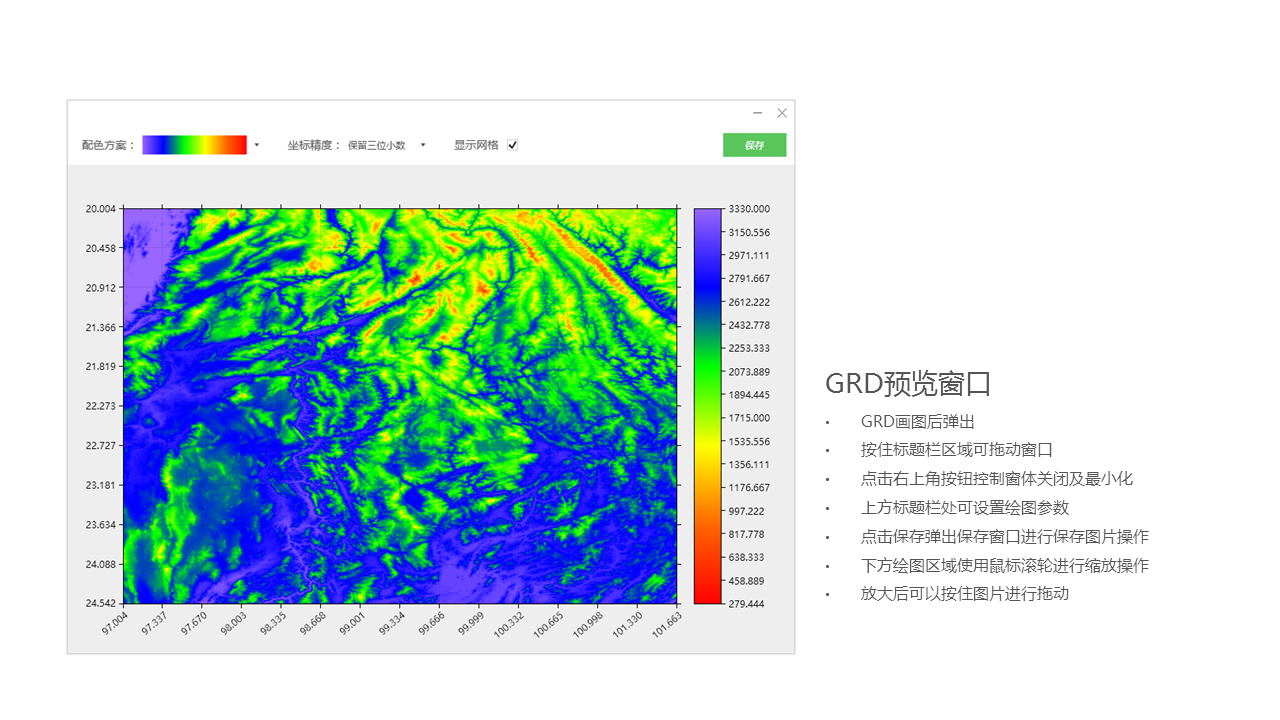 配色方案： 坐标精度： 保留三位小数 显示网格 保存
20.004
20.458
20.912
21.366
21.819
22.273
22.727
23.181
23.634
24.088
24.542
97.004 97.337 97.670 98.003 98.335 98.668 99.001 99.334 99.666 99.999 100.332 100.665 100.998 101.330 101.663
3330.000
3150.556
2971.111
2791.667
2612.222
2432.778
2253.333
2073.889
1894.445
1715.000
1535.556
1356.111
1176.667
997.222
817.778
638.333
458.889
279.444
GRD预览窗口
• GRD画图后弹出
• 按住标题栏区域可拖动窗口
• 点击右上角按钮控制窗体关闭及最小化
• 上方标题栏处可设置绘图参数
• 点击保存弹出保存窗口进行保存图片操作
• 下方绘图区域使用鼠标滚轮进行缩放操作
• 放大后可以按住图片进行拖动